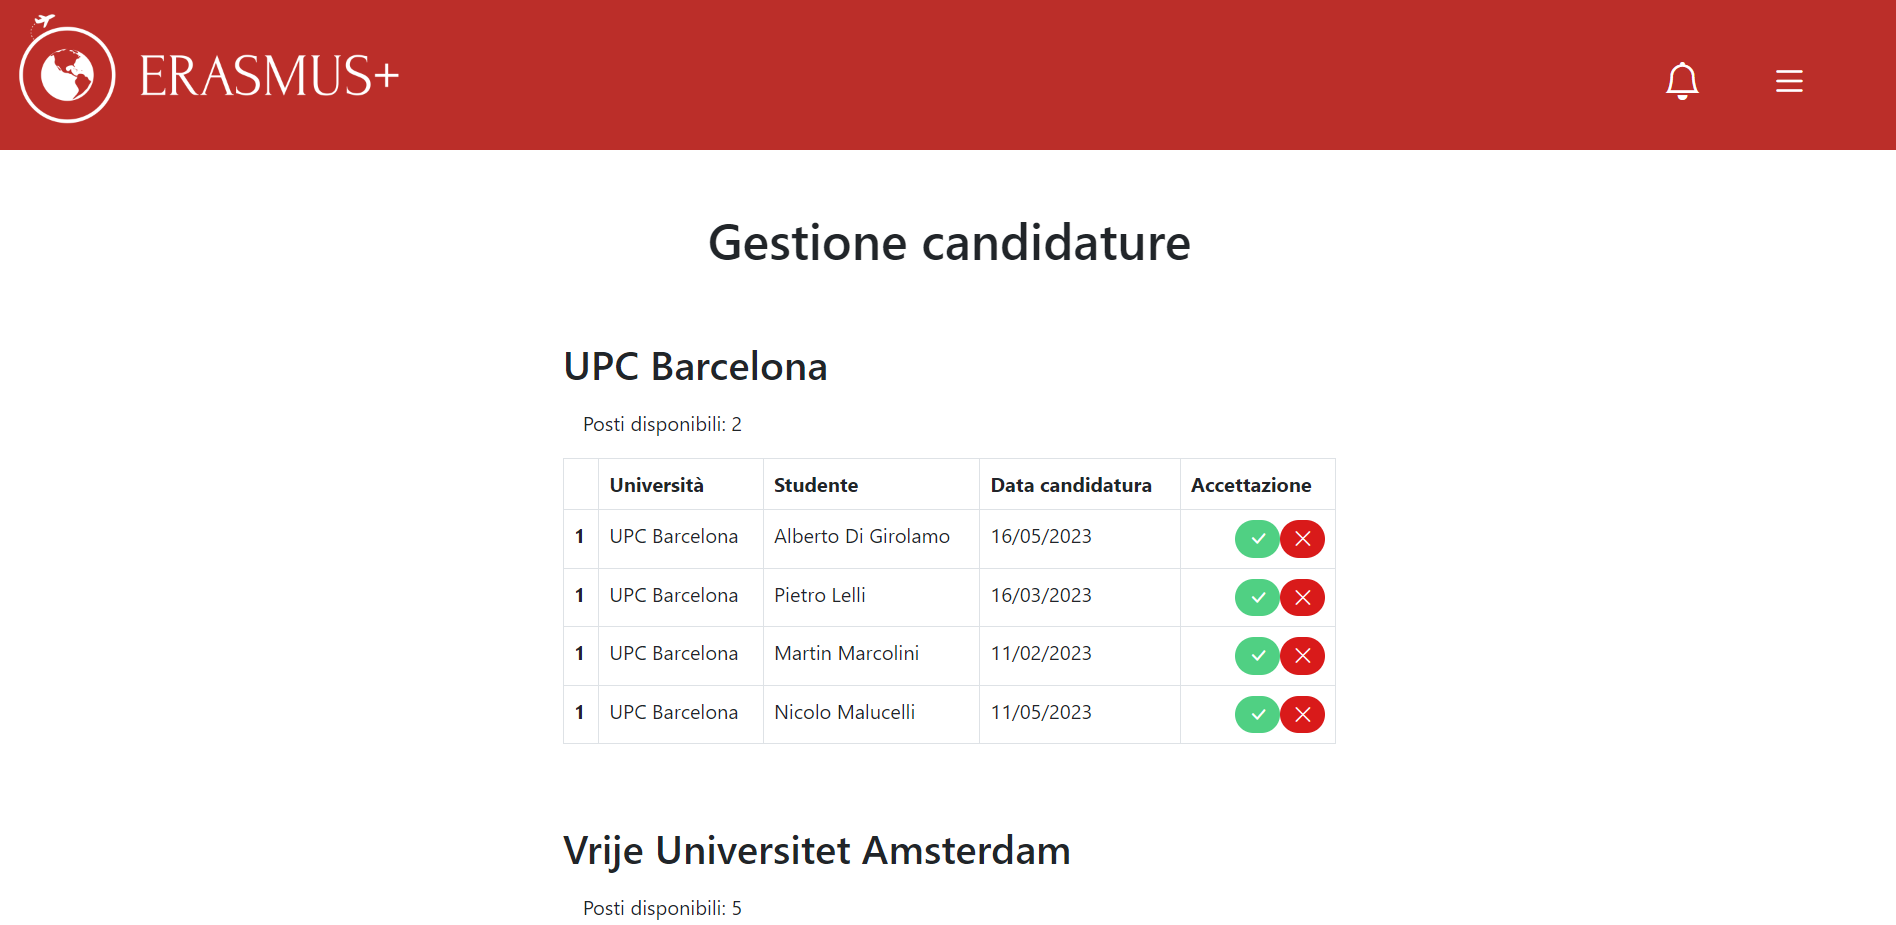 ERASMUS+
Gestione candidature
UPC Barcelona
Posti disponibili: 2
Università Studente Data candidatura Accettazione
1 UPC Barcelona Alberto Di Girolamo 16/05/2023
1 UPC Barcelona Pietro Lelli 16/03/2023
1 UPC Barcelona Martin Marcolini 11/02/2023
1 UPC Barcelona Nicolo Malucelli 11/05/2023
Vrije Universitet Amsterdam
Posti disponibili: 5